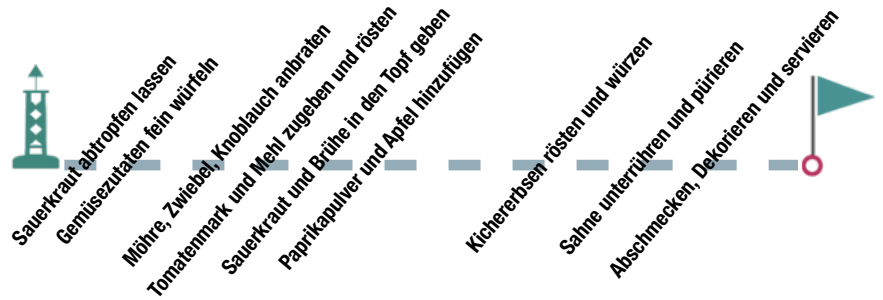 Sauerkraut abtropfen lassen
Gemüsezutaten fein würfeln
Möhre, Zwiebel, Knoblauch anbraten
Tomatenmark und Mehl zugeben und rösten
Sauerkraut und Brühe in den Topf geben
Paprikapulver und Apfel hinzufügen
Kichererbsen rösten und würzen
Sahne unterrühren und pürieren
Abschmecken, Dekorieren und servieren